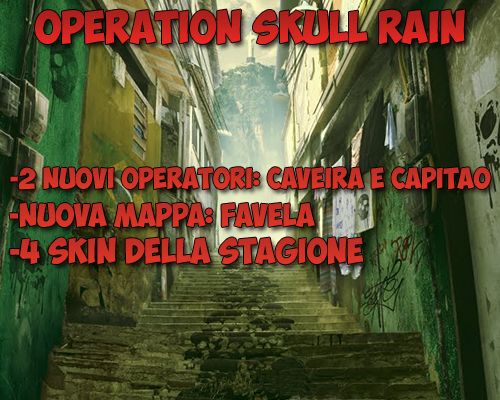 OPERATION SKULL RAIN
-2 NUOVI OPERATORI: CAVEIRA E CAPITAO
-NUOVA MAPPA: FAVELA
-4 SKIN DELLA STAGIONE